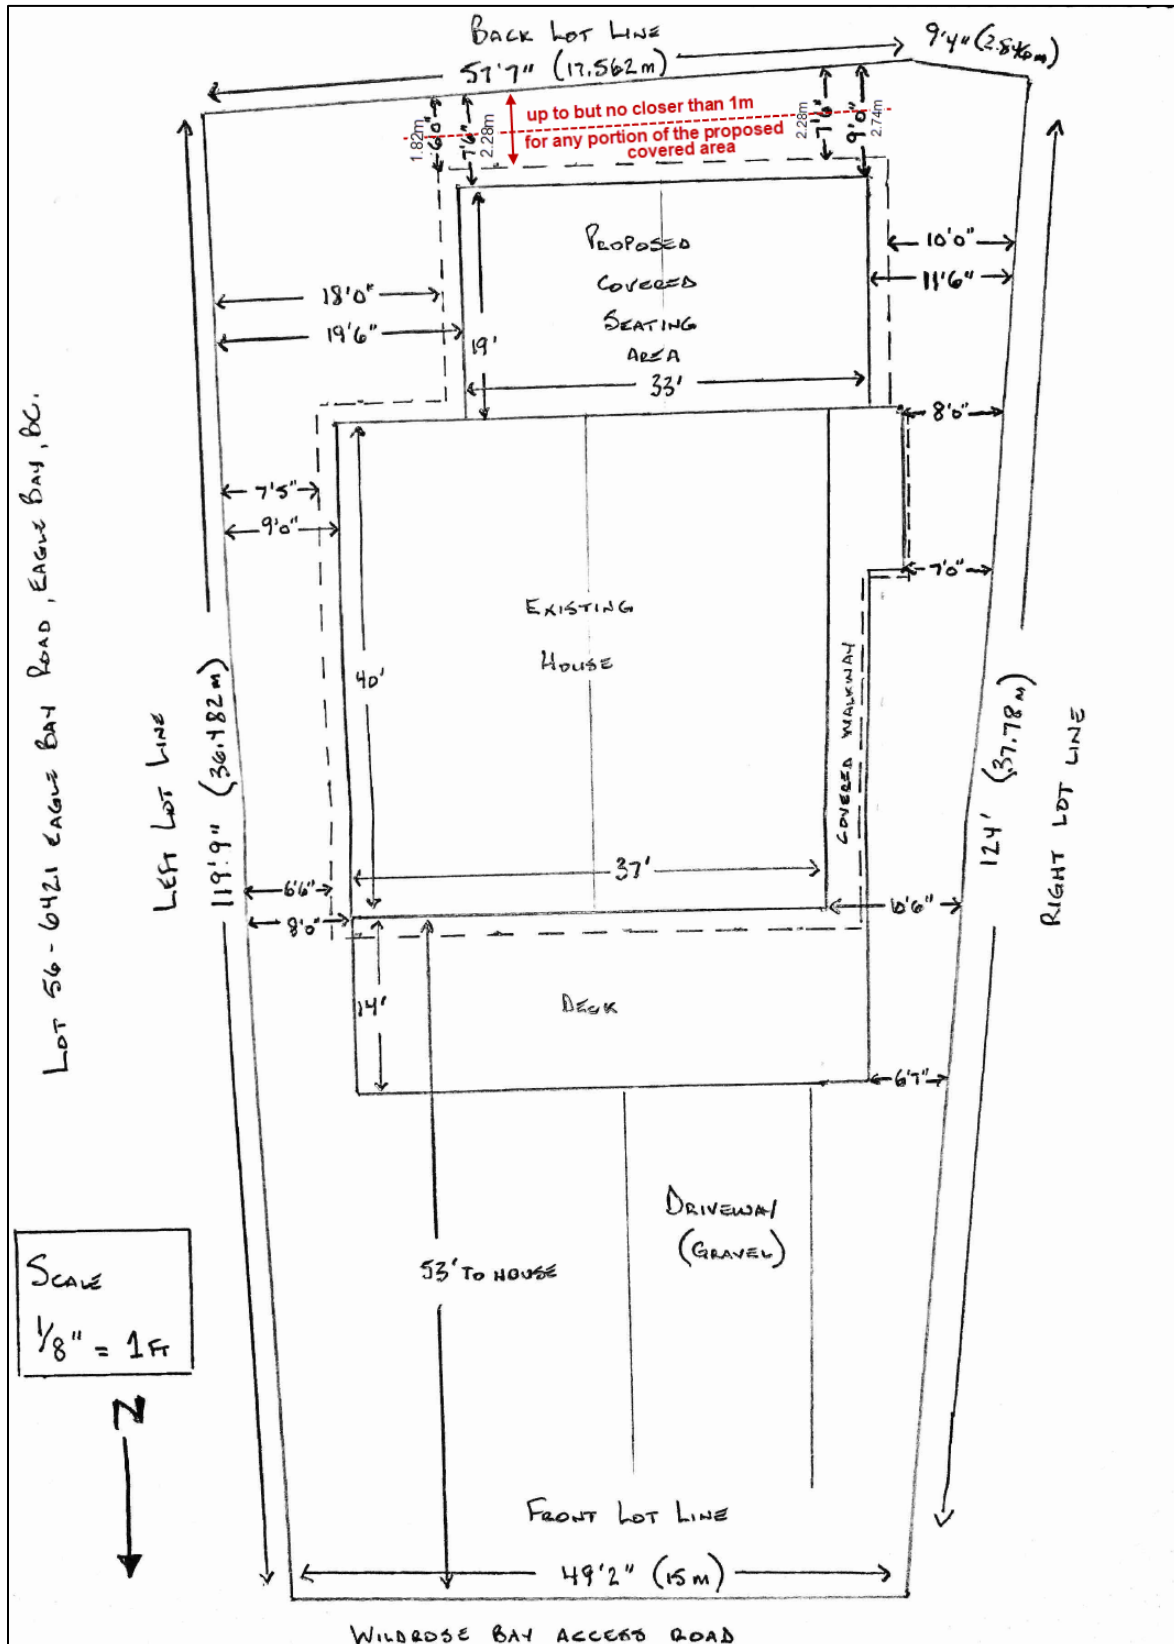 BACK LOT LINE
57'7" (17.562m)
9'4" (2.846m)
up to but no closer than 1m
for any portion of the proposed
covered area
1.82m
6'0"
7'6"
2.28m
2.28m
7'6"
9'0"
2.74m
PROPOSED
COVERED
SEATING
AREA
10'0"
11'6"
18'0"
19'6"
19'
33'
8'0"
7'5"
9'0"
7'0"
EXISTING
HOUSE
40'
COVERED WALKWAY
LOT 56 - 6421 EAGLE BAY ROAD, EAGLE BAY, BC.
LEFT LOT LINE
119'9" (36.482m)
124' (37.78m)
RIGHT LOT LINE
37'
6'6"
8'0"
10'6"
14'
DECK
6'7"
DRIVEWAY
(GRAVEL)
53' TO HOUSE
SCALE
1/8" = 1FT
N
FRONT LOT LINE
49'2" (15m)
WILDROSE BAY ACCESS ROAD